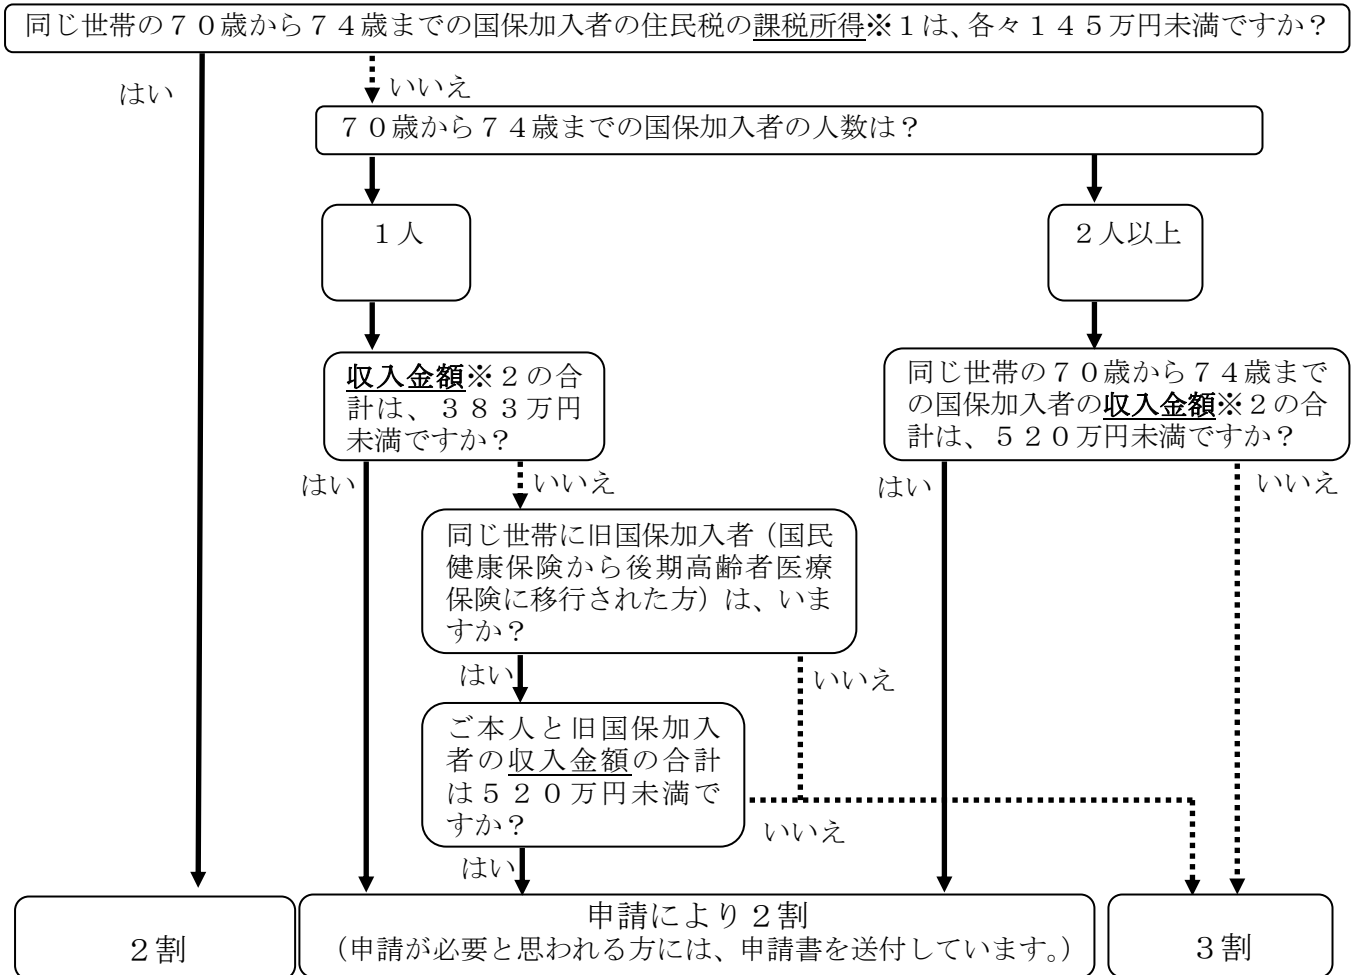 同じ世帯の７０歳から７４歳までの国保加入者の住民税の課税所得※１は、各々１４５万円未満ですか？
はい
いいえ
７０歳から７４歳までの国保加入者の人数は？
１人
２人以上
収入金額※２の合
計は、３８３万円
未満ですか？
同じ世帯の７０歳から７４歳まで
の国保加入者の収入金額※２の合
計は、５２０万円未満ですか？
はい
いいえ
はい
いいえ
同じ世帯に旧国保加入者（国民
健康保険から後期高齢者医療
保険に移行された方）は、いま
すか？
はい
いいえ
ご本人と旧国保加入
者の収入金額の合計
は５２０万円未満で
すか？
いいえ
はい
２割
申請により２割
（申請が必要と思われる方には、申請書を送付しています。）
３割